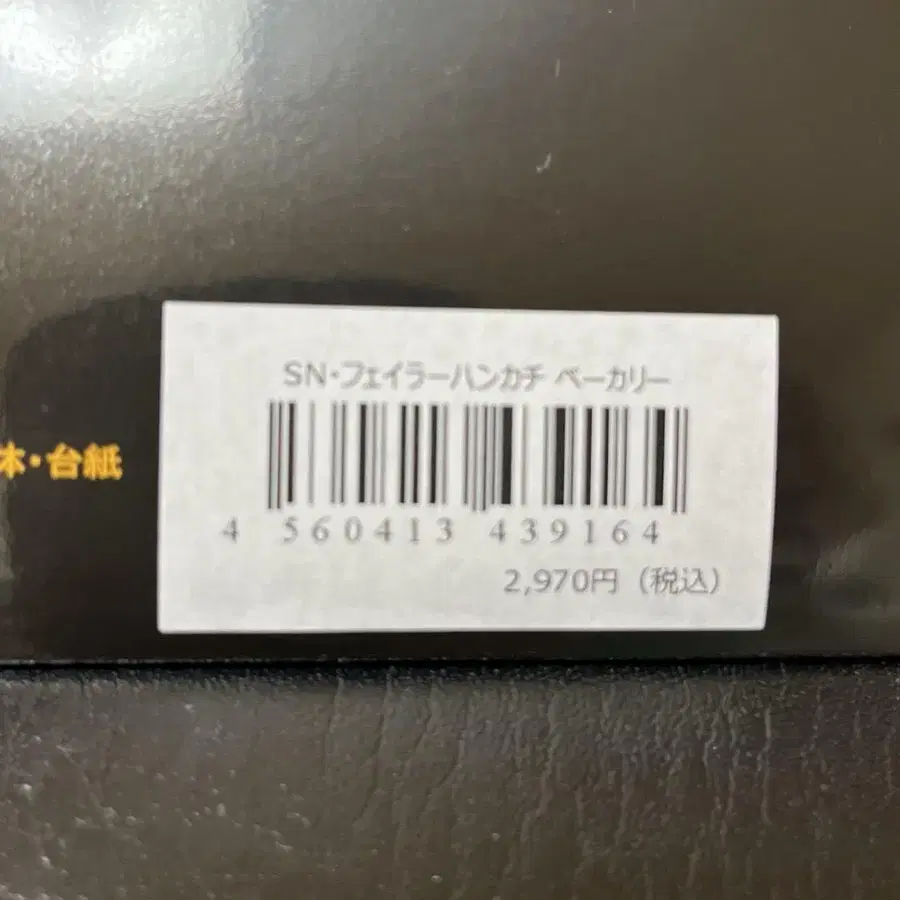 SN・フェイラーハンカチ ベーカリー
体・台紙
4 560413 439164
2,970円（税込）